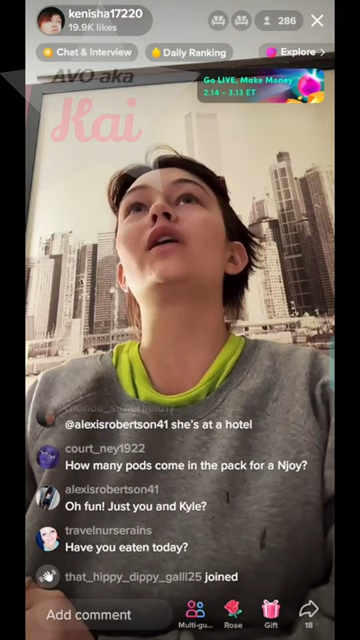 kenisha17220
19.9K likes
286
Chat & Interview
Daily Ranking
Explore >
AVO aka
Hai
Go LIVE, Make Money
2.14 - 3.13 ET
@alexisrobertson41 she's at a hotel
court_ney1922
How many pods come in the pack for a Njoy?
alexisrobertson41
Oh fun! Just you and Kyle?
travelnurserains
Have you eaten today?
that_hippy_dippy_galll25 joined
Add comment
Multi-gu...
Rose
Gift
18